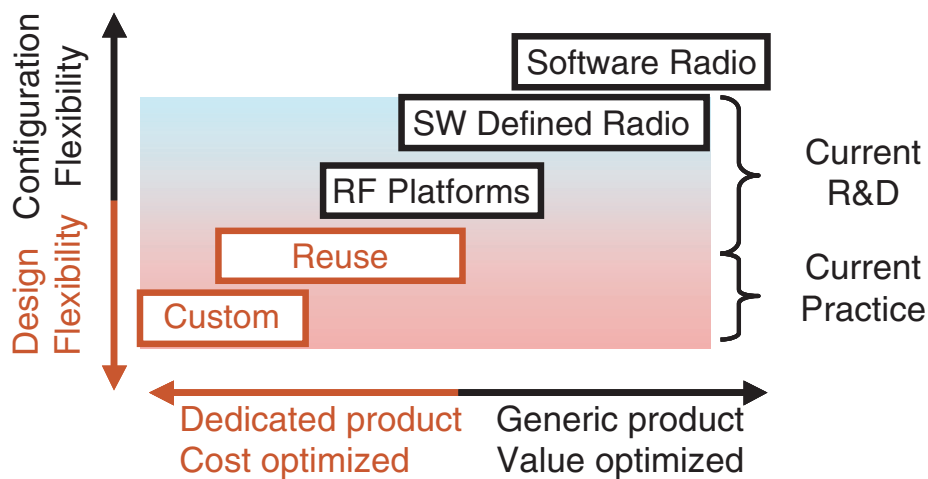 Configuration
Flexibility
Design
Flexibility
Software Radio
SW Defined Radio
RF Platforms
Reuse
Custom
Current
R&D
Current
Practice
Dedicated product
Cost optimized
Generic product
Value optimized